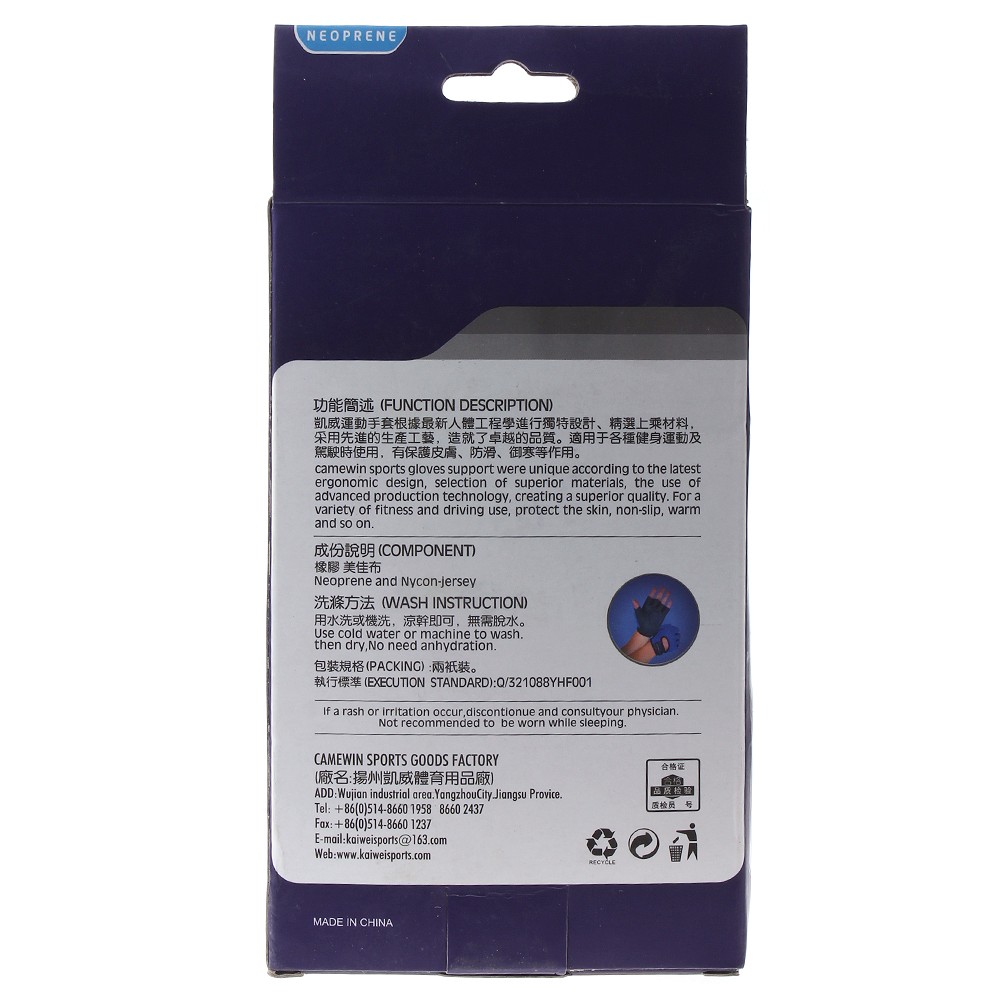 NEOPRENE
功能簡述 (FUNCTION DESCRIPTION)
凱威運動手套根據最新人體工程學進行獨特設計、精選上乘材料，
采用先進的生產工藝，造就了卓越的品質。適用于各種健身運動及
駕駛時使用，有保護皮膚、防滑、御寒等作用。
camewin sports gloves support were unique according to the latest
ergonomic design, selection of superior materials, the use of
advanced production technology, creating a superior quality. For a
variety of fitness and driving use, protect the skin, non-slip, warm
and so on.
成份說明 (COMPONENT)
橡膠 美佳布
Neoprene and Nycon-jersey
洗滌方法 (WASH INSTRUCTION)
用水洗或機洗，涼幹即可，無需脫水。
Use cold water or machine to wash.
then dry,No need anhydration.
包裝規格(PACKING) :兩衹裝。
執行標準(EXECUTION STANDARD):Q/321088YHF001
If a rash or irritation occur,discontionue and consultyour physician.
Not recommended to be worn while sleeping.
CAMEWIN SPORTS GOODS FACTORY
(廠名:揚州凱威體育用品廠)
ADD:Wujian industrial area.YangzhouCity.Jiangsu Provice.
Tel: +86(0)514-8660 1958 8660 2437
Fax:+86(0)514-8660 1237
E-mail:kaiweisports@163.com
Web:www.kaiweisports.com
合格证
合格
品质检验
质检员 号
RECYCLE
MADE IN CHINA